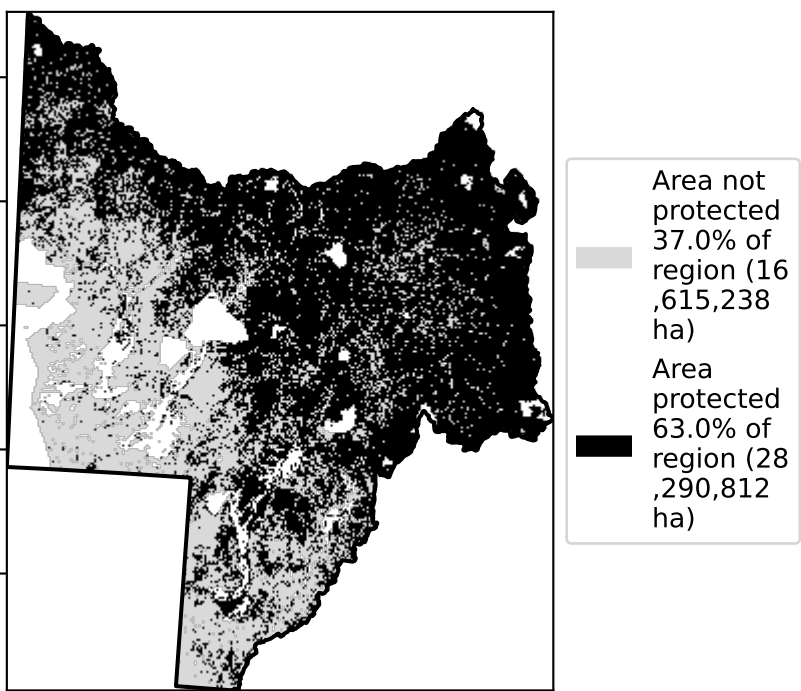 Area not
protected
37.0% of
region (16
,615,238
ha)
Area
protected
63.0% of
region (28
,290,812
ha)